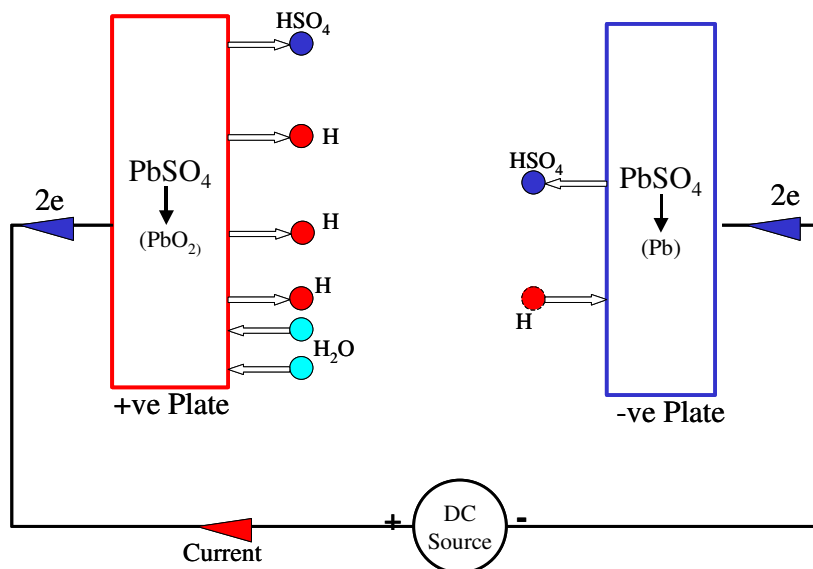 HSO₄
H
PbSO₄
(PbO₂)
2e
H
H
H₂O
+ve Plate
HSO₄
PbSO₄
(Pb)
2e
H
-ve Plate
+
DC
Source
-
Current